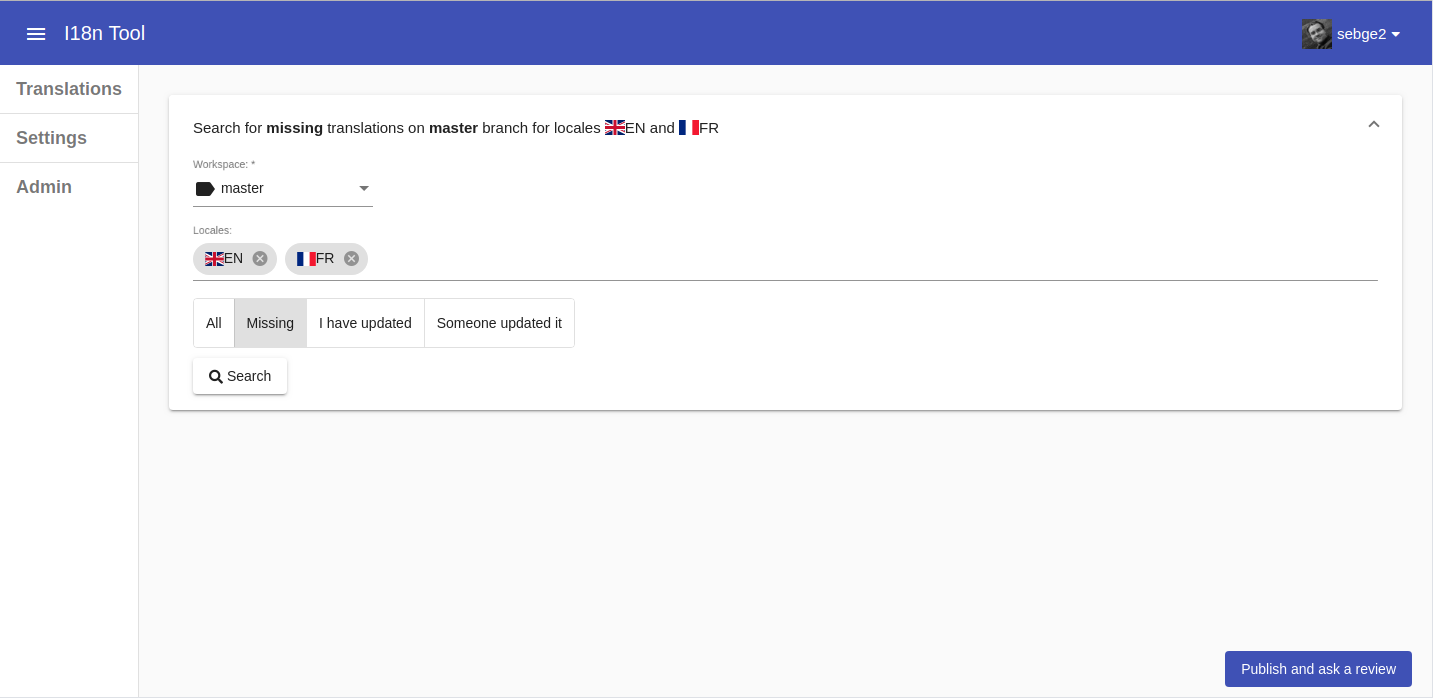 I18n Tool
sebge2
Translations
Settings
Admin
Search for missing translations on master branch for locales EN and FR
Workspace: *
master
Locales:
EN FR
All Missing I have updated Someone updated it
Search
Publish and ask a review